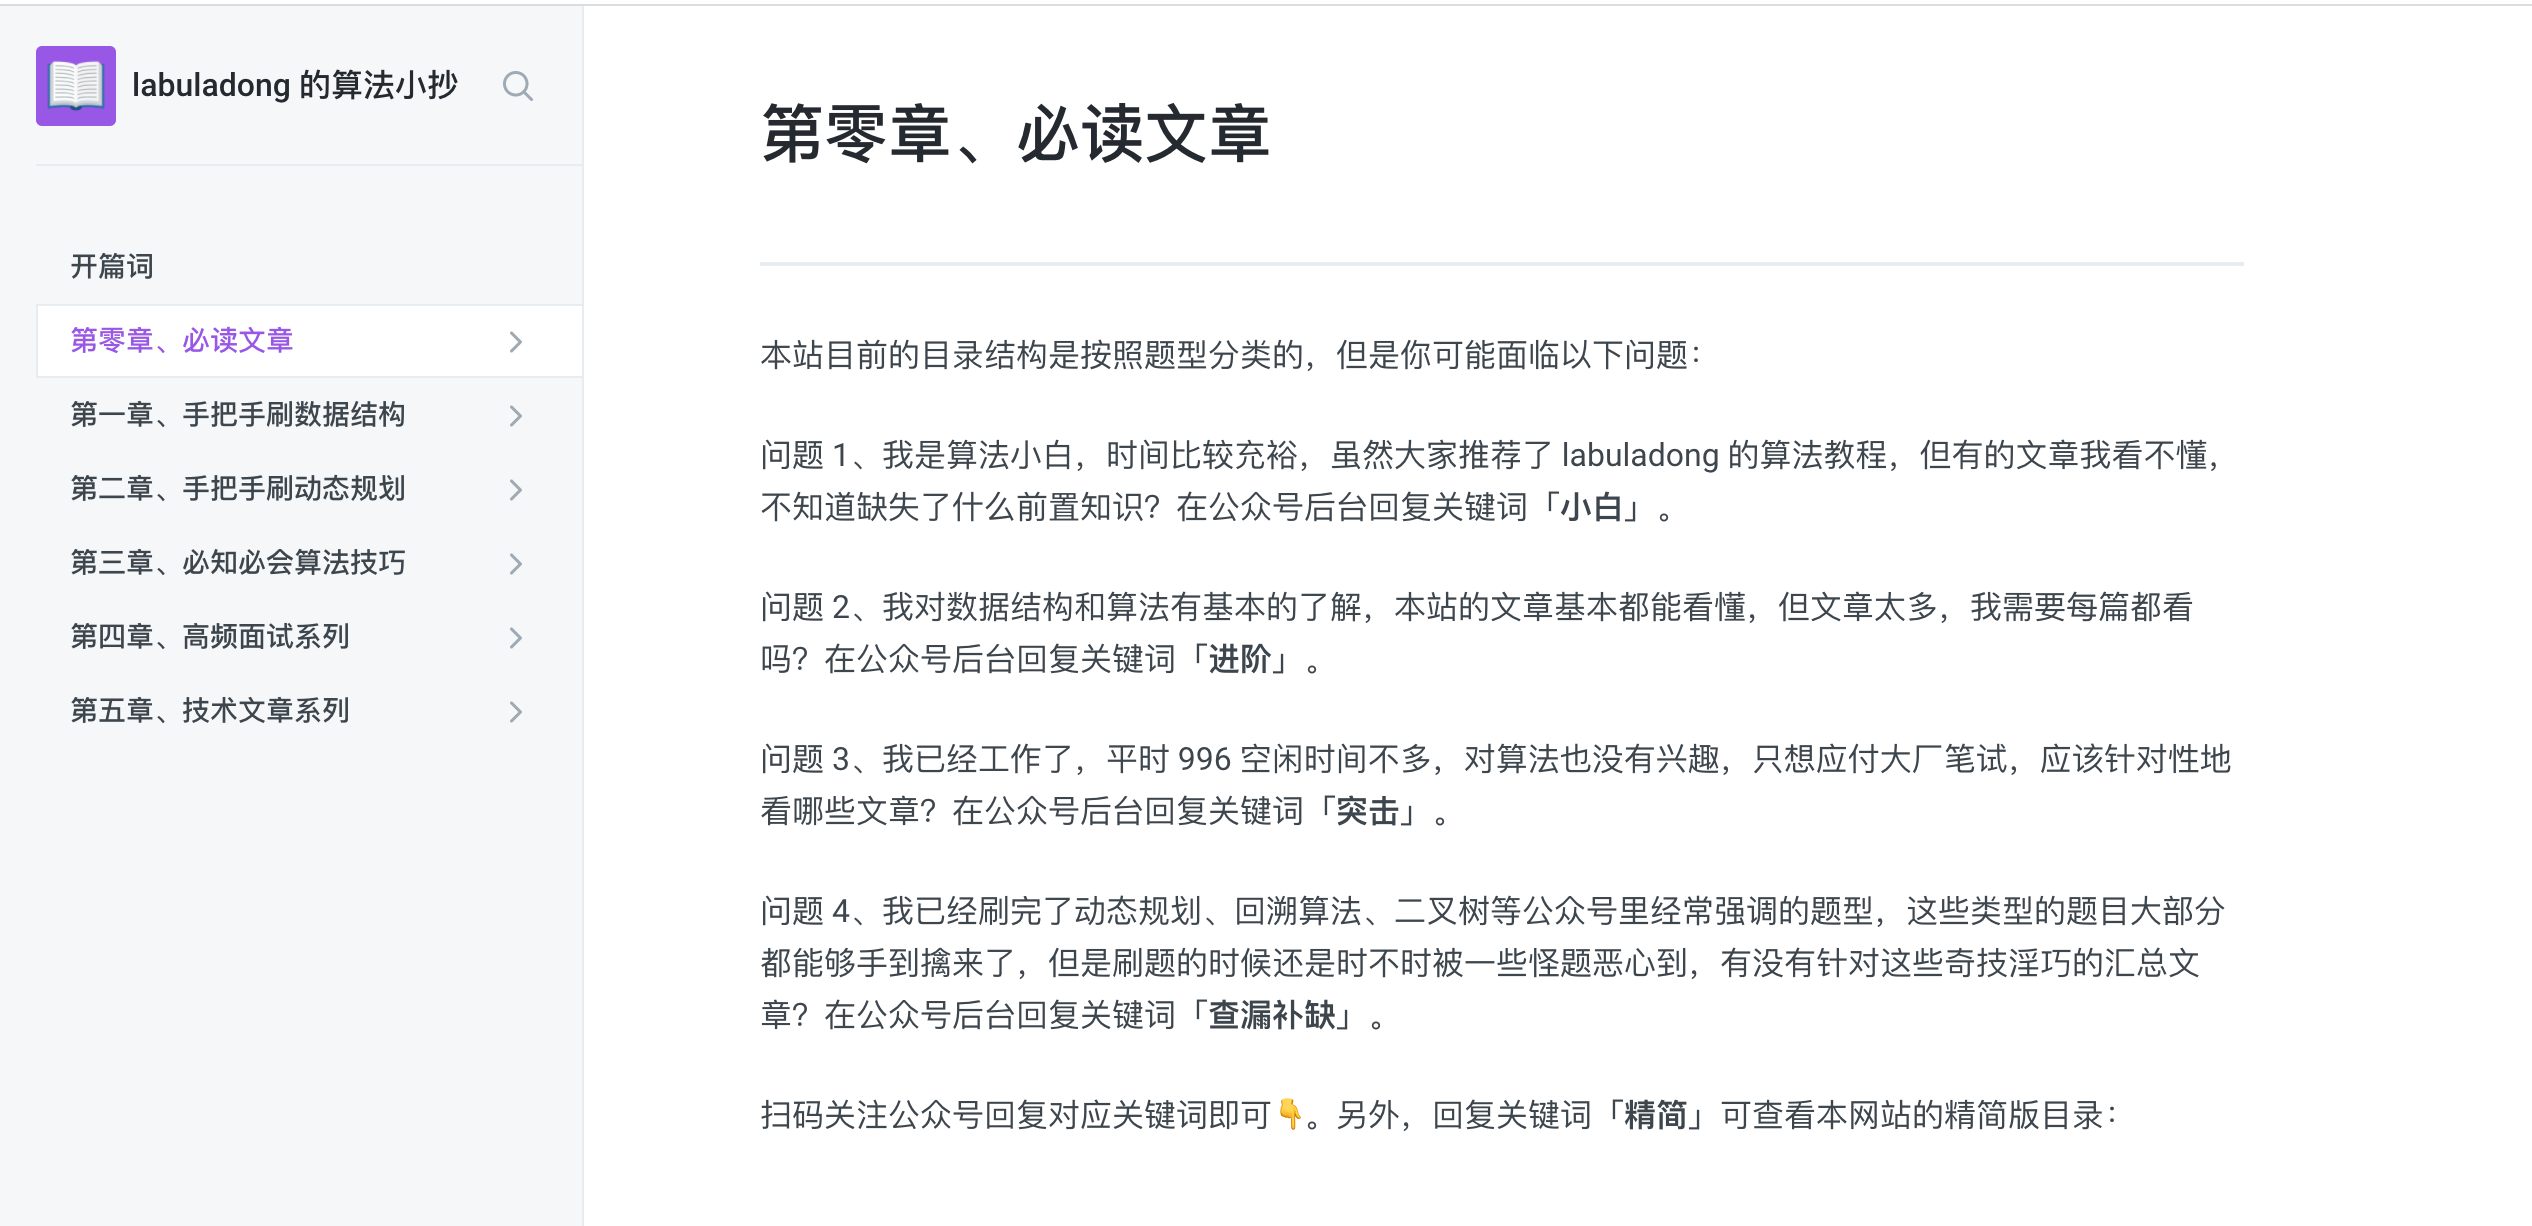 labuladong 的算法小抄
开篇词
第零章、必读文章
第一章、手把手刷数据结构
第二章、手把手刷动态规划
第三章、必知必会算法技巧
第四章、高频面试系列
第五章、技术文章系列
第零章、必读文章
本站目前的目录结构是按照题型分类的，但是你可能面临以下问题：
问题 1、我是算法小白，时间比较充裕，虽然大家推荐了 labuladong 的算法教程，但有的文章我看不懂，
不知道缺失了什么前置知识？在公众号后台回复关键词「小白」。
问题 2、我对数据结构和算法有基本的了解，本站的文章基本都能看懂，但文章太多，我需要每篇都看
吗？在公众号后台回复关键词「进阶」。
问题 3、我已经工作了，平时 996 空闲时间不多，对算法也没有兴趣，只想应付大厂笔试，应该针对性地
看哪些文章？在公众号后台回复关键词「突击」。
问题 4、我已经刷完了动态规划、回溯算法、二叉树等公众号里经常强调的题型，这些类型的题目大部分
都能够手到擒来了，但是刷题的时候还是时不时被一些怪题恶心到，有没有针对这些奇技淫巧的汇总文
章？在公众号后台回复关键词「查漏补缺」。
扫码关注公众号回复对应关键词即可👇。另外，回复关键词「精简」可查看本网站的精简版目录：